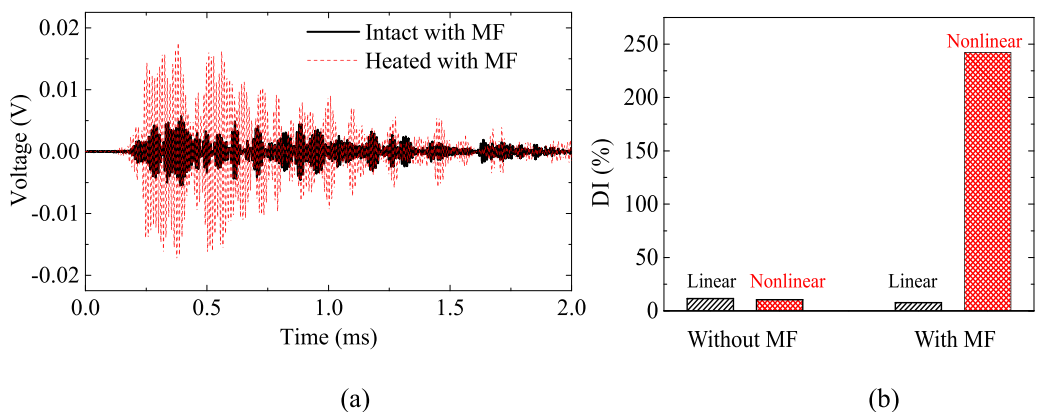 0.02
0.01
0.00
-0.01
-0.02
Voltage (V)
Intact with MF
Heated with MF
0.0
0.5
1.0
1.5
2.0
Time (ms)
(a)
250
200
150
100
50
0
DI (%)
Linear
Nonlinear
Linear
Nonlinear
Without MF
With MF
(b)